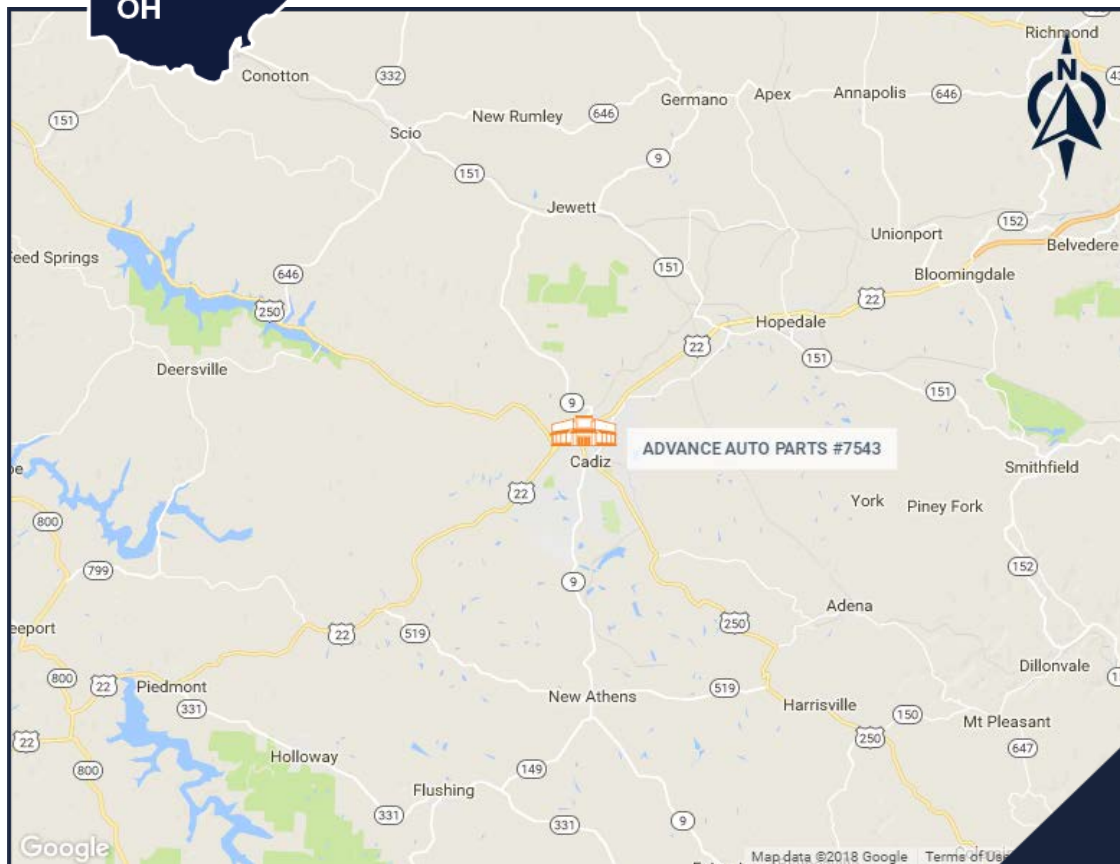 OH
Richmond
N
Conotton
332
43
Germano
Apex
Annapolis
646
151
New Rumley
646
Scio
9
151
Jewett
152
Unionport
Belvedere
Feed Springs
151
646
Bloomingdale
250
22
Hopedale
22
151
Deersville
151
9
ADVANCE AUTO PARTS #7543
Cadiz
Smithfield
22
York
Piney Fork
800
152
799
9
Adena
250
eeport
22
519
Dillonvale
800
22
Piedmont
519
New Athens
331
Harrisville
150
Mt Pleasant
22
250
647
Holloway
800
149
Flushing
331
331
9
Google
Map data ©2018 Google
Terms of Use